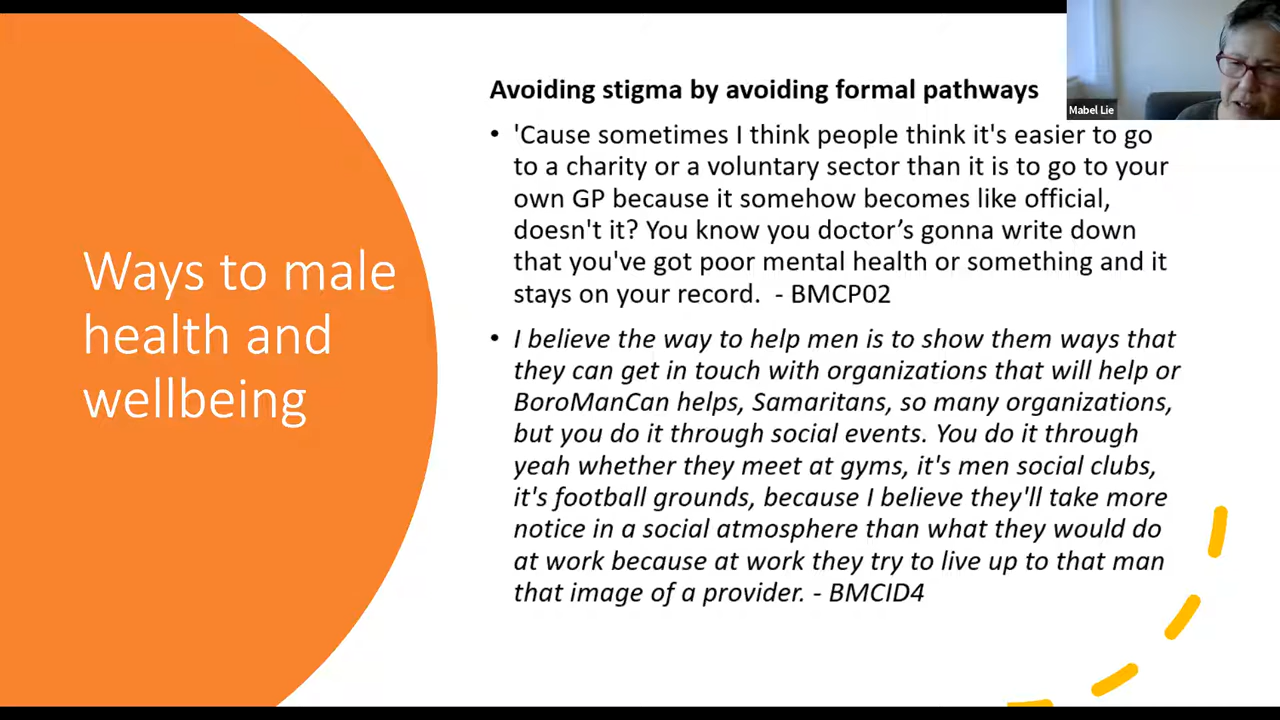 Ways to male
health and
wellbeing
Avoiding stigma by avoiding formal pathways
Mabel Lie
• 'Cause sometimes I think people think it's easier to go
to a charity or a voluntary sector than it is to go to your
own GP because it somehow becomes like official,
doesn't it? You know you doctor’s gonna write down
that you've got poor mental health or something and it
stays on your record.  - BMCP02
• I believe the way to help men is to show them ways that
they can get in touch with organizations that will help or
BoroManCan helps, Samaritans, so many organizations,
but you do it through social events. You do it through
yeah whether they meet at gyms, it's men social clubs,
it's football grounds, because I believe they'll take more
notice in a social atmosphere than what they would do
at work because at work they try to live up to that man
that image of a provider. - BMCID4